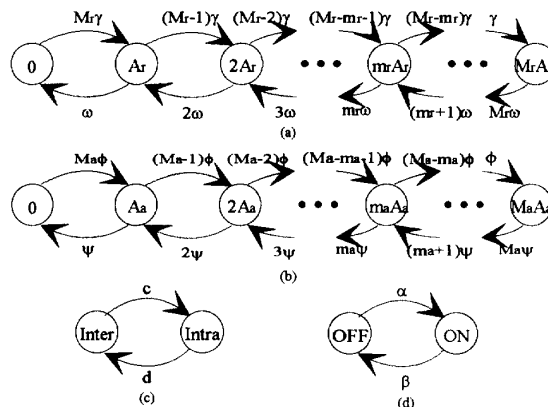 Mrγ (Mr-1)γ (Mr-2)γ (Mr-mr-1)γ (Mr-mr)γ γ
0 Ar 2Ar ••• mrAr ••• MrA
ω 2ω 3ω mrω (mr+1)ω Mrω
(a)
Maφ (Ma-1)φ (Ma-2)φ (Ma-ma-1)φ (Ma-ma)φ φ
0 Aa 2Aa ••• maAa ••• MaAa
ψ 2ψ 3ψ maψ (ma+1)ψ Maψ
(b)
c α
Inter Intra OFF ON
d β
(c) (d)